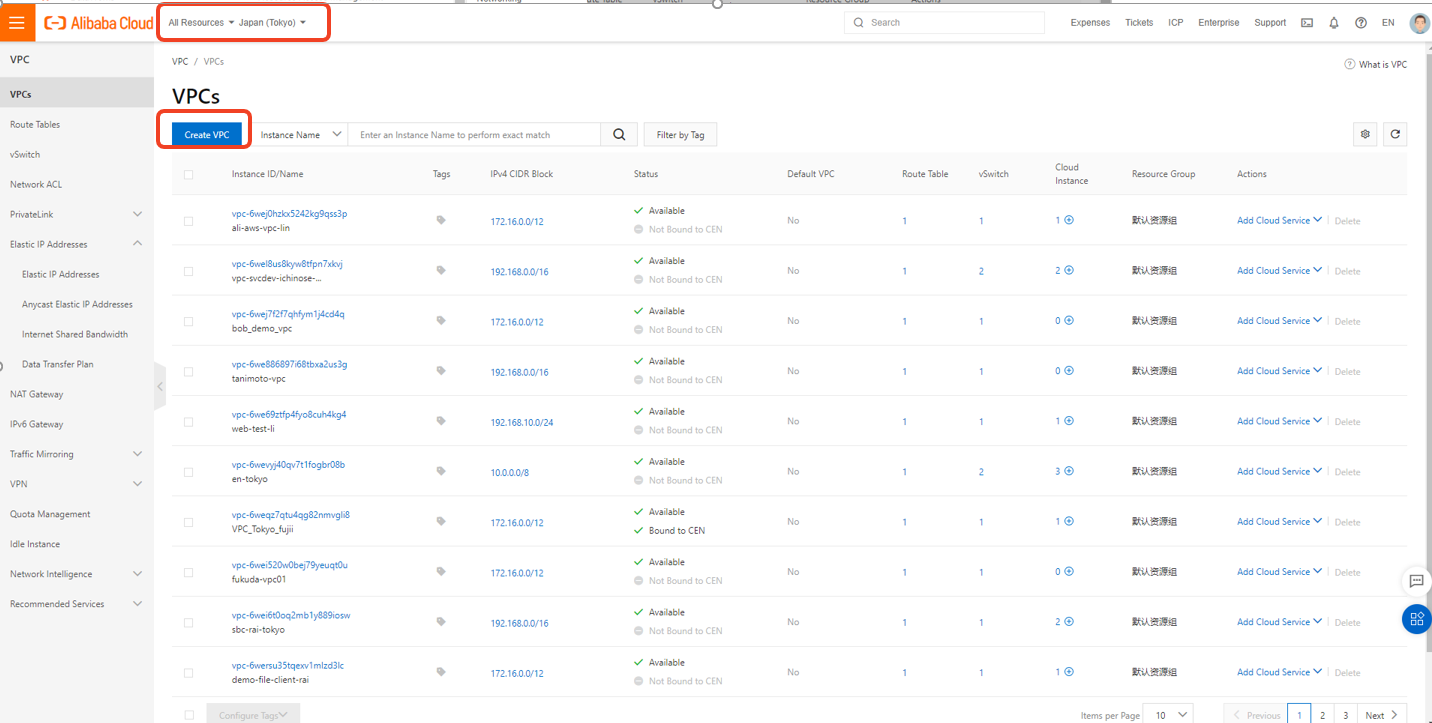 Alibaba Cloud
All Resources Japan (Tokyo)
Search
Expenses Tickets ICP Enterprise Support EN
VPC
VPCs
Route Tables
vSwitch
Network ACL
PrivateLink
Elastic IP Addresses
Elastic IP Addresses
Anycast Elastic IP Addresses
Internet Shared Bandwidth
Data Transfer Plan
NAT Gateway
IPv6 Gateway
Traffic Mirroring
VPN
Quota Management
Idle Instance
Network Intelligence
Recommended Services
VPC / VPCs
What is VPC
VPCs
Create VPC Instance Name Enter an Instance Name to perform exact match Filter by Tag
Instance ID/Name Tags IPv4 CIDR Block Status Default VPC Route Table vSwitch Cloud Instance Resource Group Actions
vpc-6wej0hzkx5242kg9qss3p
ali-aws-vpc-lin
172.16.0.0/12
Available
Not Bound to CEN
No 1 1 1 默认资源组 Add Cloud Service | Delete
vpc-6wel8us8kyw8tfpn7xkvj
vpc-svcdev-ichinose-...
192.168.0.0/16
Available
Not Bound to CEN
No 1 2 2 默认资源组 Add Cloud Service | Delete
vpc-6wej7f2f7qhfym1j4cd4q
bob_demo_vpc
172.16.0.0/12
Available
Not Bound to CEN
No 1 1 0 默认资源组 Add Cloud Service | Delete
vpc-6we886897i68tbxa2us3g
tanimoto-vpc
192.168.0.0/16
Available
Not Bound to CEN
No 1 1 0 默认资源组 Add Cloud Service | Delete
vpc-6we69ztfp4fyo8cuh4kg4
web-test-li
192.168.10.0/24
Available
Not Bound to CEN
No 1 1 1 默认资源组 Add Cloud Service | Delete
vpc-6wevyj40qv7t1fogbr08b
en-tokyo
10.0.0.0/8
Available
Not Bound to CEN
No 1 2 3 默认资源组 Add Cloud Service | Delete
vpc-6weqz7qtu4qg82nmvgli8
VPC_Tokyo_fujii
172.16.0.0/12
Available
Bound to CEN
No 1 1 1 默认资源组 Add Cloud Service | Delete
vpc-6wei520w0bej79yeuqt0u
fukuda-vpc01
172.16.0.0/12
Available
Not Bound to CEN
No 1 1 0 默认资源组 Add Cloud Service | Delete
vpc-6wei6t0oq2mb1y889iosw
sbc-rai-tokyo
192.168.0.0/16
Available
Not Bound to CEN
No 1 1 2 默认资源组 Add Cloud Service | Delete
vpc-6wersu35tqexv1mlzd3lc
demo-file-client-rai
172.16.0.0/12
Available
Not Bound to CEN
No 1 1 1 默认资源组 Add Cloud Service | Delete
Configure Tags
Items per Page 10 Previous 1 2 3 Next